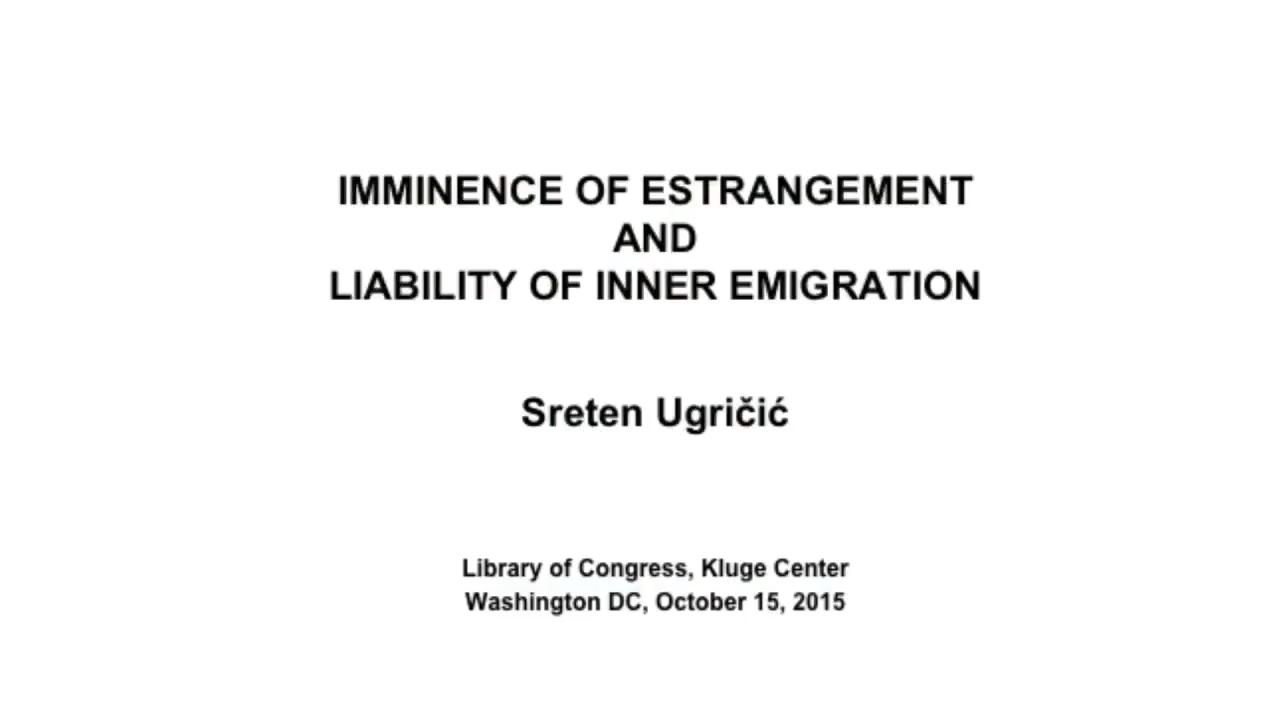 IMMINENCE OF ESTRANGEMENT
AND
LIABILITY OF INNER EMIGRATION
Sreten Ugričić
Library of Congress, Kluge Center
Washington DC, October 15, 2015